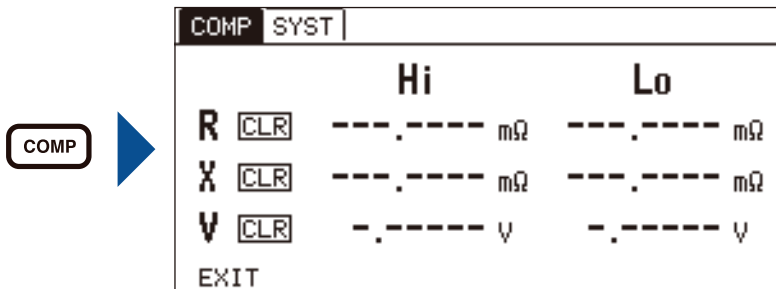 COMP
COMP SYST
Hi Lo
R CLR ---.---- mΩ ---.---- mΩ
X CLR ---.---- mΩ ---.---- mΩ
V CLR -.----- V -.----- V
EXIT